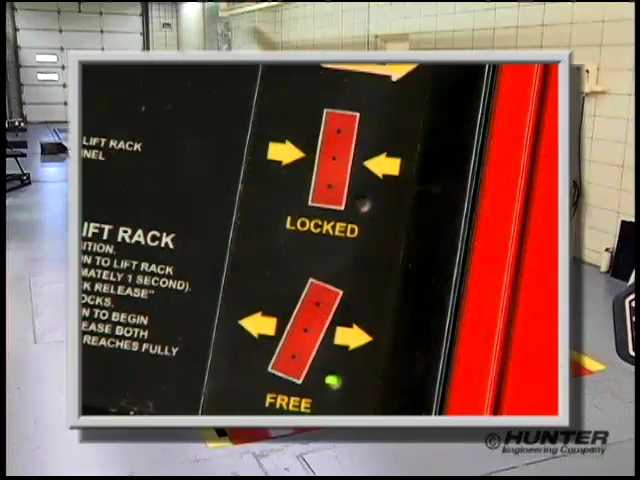 LIFT RACK
NEL
LIFT RACK
ITION.
ON TO LIFT RACK
MATELY 1 SECOND).
K RELEASE"
OCKS.
N TO BEGIN
EASE BOTH
REACHES FULLY
LOCKED
FREE
© HUNTER
Engineering Company